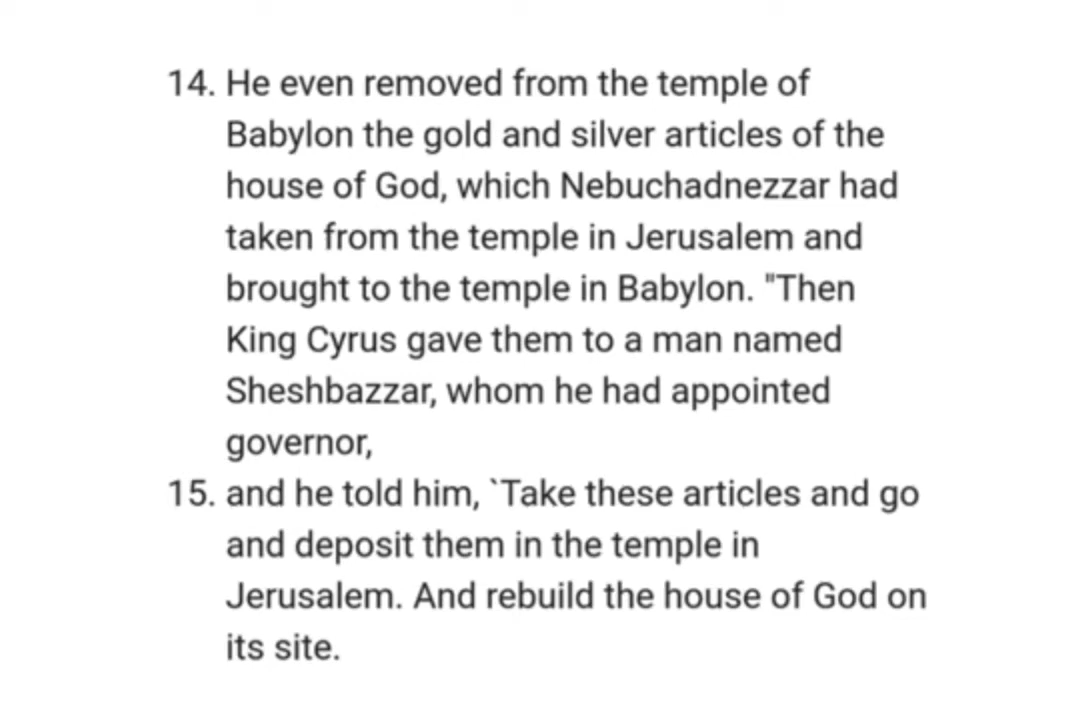 14. He even removed from the temple of
Babylon the gold and silver articles of the
house of God, which Nebuchadnezzar had
taken from the temple in Jerusalem and
brought to the temple in Babylon. "Then
King Cyrus gave them to a man named
Sheshbazzar, whom he had appointed
governor,
15. and he told him, `Take these articles and go
and deposit them in the temple in
Jerusalem. And rebuild the house of God on
its site.